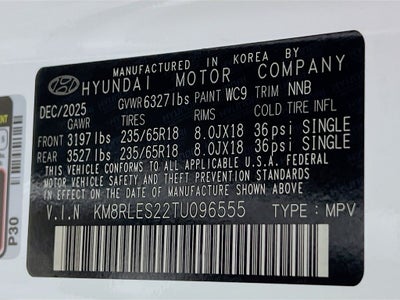 MANUFACTURED IN KOREA BY
HYUNDAI MOTOR COMPANY
DEC/2025 GVWR 6327lbs PAINT WC9 TRIM NNB
GAWR TIRES RIMS COLD TIRE INFL
FRONT 3197lbs 235/65R18 8.0JX18 36psi SINGLE
REAR 3527lbs 235/65R18 8.0JX18 36psi SINGLE
THIS VEHICLE CONFORMS TO ALL APPLICABLE U.S.A. FEDERAL
MOTOR VEHICLE SAFETY AND THEFT PREVENTION STANDARDS
IN EFFECT ON THE DATE OF MANUFACTURE SHOWN ABOVE.
V.I.N KM8RLES22TU096555 TYPE: MPV
P30